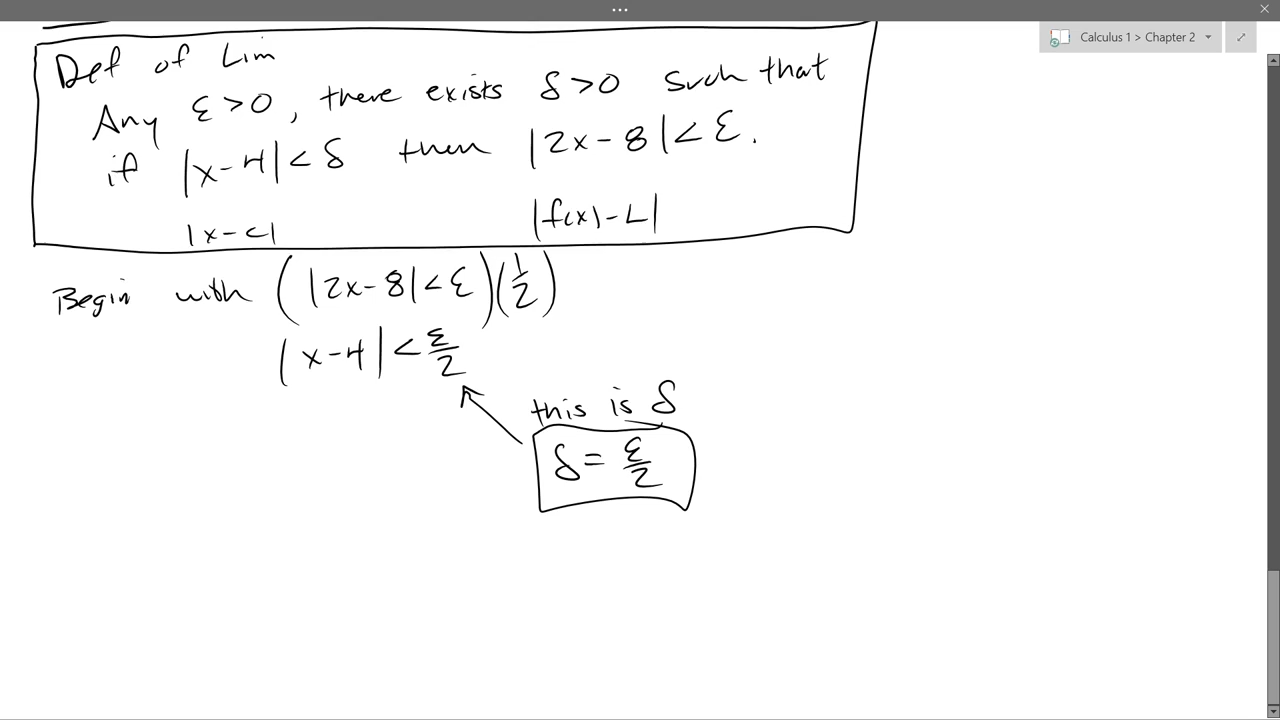 •••
Calculus 1 > Chapter 2
Def of Lim
Any ε>0, there exists δ>0 such that
if |x-4|<δ then |2x-8|<ε.
|x-c| |f(x)-L|
Begin with (|2x-8|<ε)(1/2)
|x-4|<ε/2
this is δ
δ=ε/2